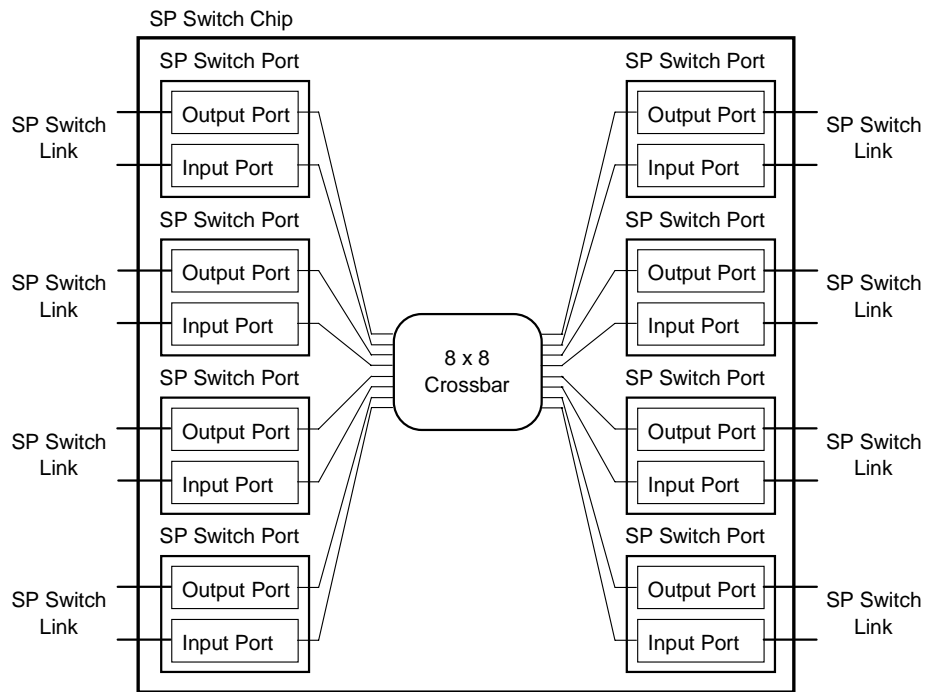 SP Switch Chip
SP Switch Port
SP Switch Port
Output Port
Output Port
SP Switch
Link
SP Switch
Link
Input Port
Input Port
SP Switch Port
SP Switch Port
Output Port
Output Port
SP Switch
Link
SP Switch
Link
Input Port
Input Port
8 x 8
Crossbar
SP Switch Port
SP Switch Port
Output Port
Output Port
SP Switch
Link
SP Switch
Link
Input Port
Input Port
SP Switch Port
SP Switch Port
Output Port
Output Port
SP Switch
Link
SP Switch
Link
Input Port
Input Port